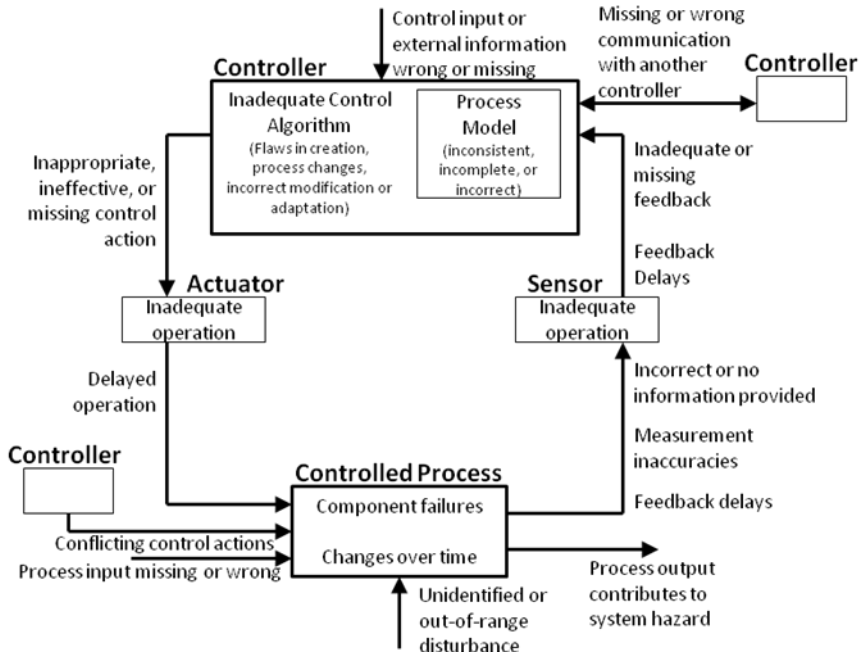 Control input or
external information
wrong or missing
Missing or wrong
communication
with another
controller
Controller
Controller
Inadequate Control
Algorithm
(Flaws in creation,
process changes,
incorrect modification or
adaptation)
Process
Model
(inconsistent,
incomplete, or
incorrect)
Inappropriate,
ineffective, or
missing control
action
Inadequate or
missing
feedback
Feedback
Delays
Actuator
Inadequate
operation
Sensor
Inadequate
operation
Delayed
operation
Incorrect or no
information provided
Measurement
inaccuracies
Feedback delays
Controller
Controlled Process
Component failures
Changes over time
Conflicting control actions
Process input missing or wrong
Unidentified or
out-of-range
disturbance
Process output
contributes to
system hazard